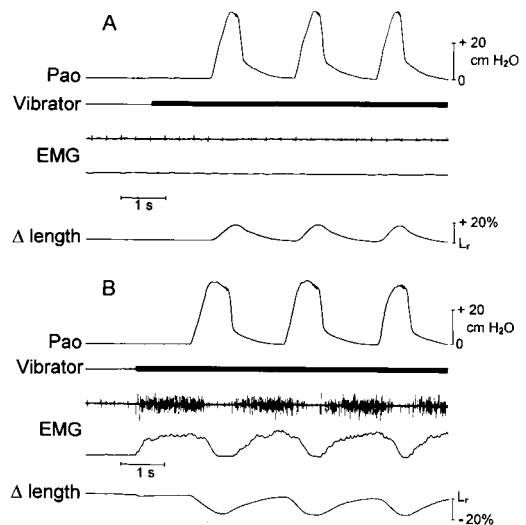 A
+ 20
cm H₂O
0
Pao
Vibrator
EMG
1 s
+ 20%
Lr
Δ length
B
+ 20
cm H₂O
0
Pao
Vibrator
EMG
1 s
Lr
Δ length
- 20%